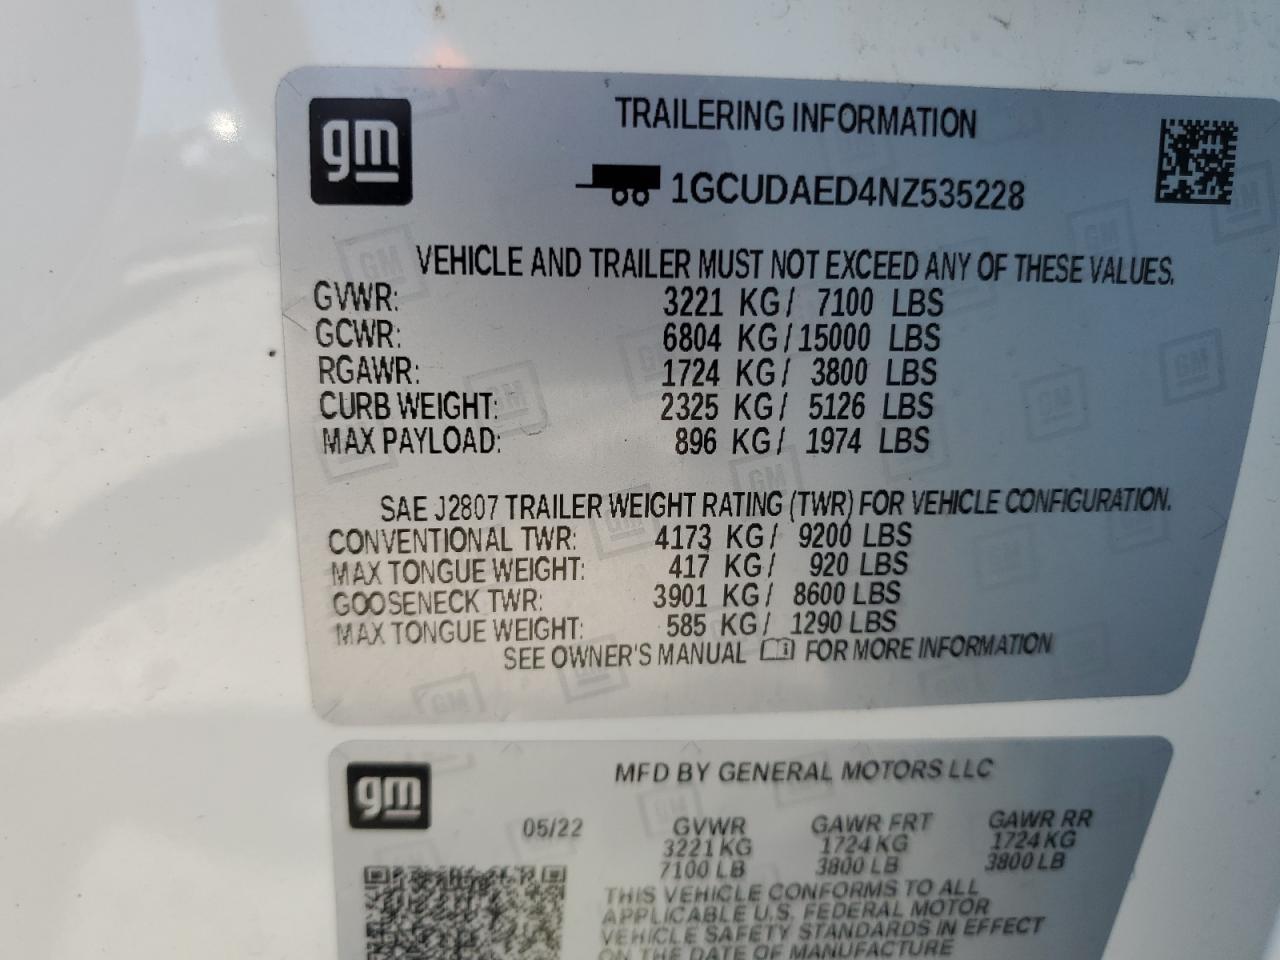 gm
TRAILERING INFORMATION
1GCUDAED4NZ535228
VEHICLE AND TRAILER MUST NOT EXCEED ANY OF THESE VALUES.
GVWR: 3221 KG/ 7100 LBS
GCWR: 6804 KG/15000 LBS
RGAWR: 1724 KG/ 3800 LBS
CURB WEIGHT: 2325 KG/ 5126 LBS
MAX PAYLOAD: 896 KG/ 1974 LBS
SAE J2807 TRAILER WEIGHT RATING (TWR) FOR VEHICLE CONFIGURATION.
CONVENTIONAL TWR: 4173 KG/ 9200 LBS
MAX TONGUE WEIGHT: 417 KG/ 920 LBS
GOOSENECK TWR: 3901 KG/ 8600 LBS
MAX TONGUE WEIGHT: 585 KG/ 1290 LBS
SEE OWNER'S MANUAL FOR MORE INFORMATION
gm
MFD BY GENERAL MOTORS LLC
05/22 GVWR GAWR FRT GAWR RR
3221 KG 1724 KG 1724 KG
7100 LB 3800 LB 3800 LB
THIS VEHICLE CONFORMS TO ALL
APPLICABLE U.S. FEDERAL MOTOR
VEHICLE SAFETY STANDARDS IN EFFECT
ON THE DATE OF MANUFACTURE